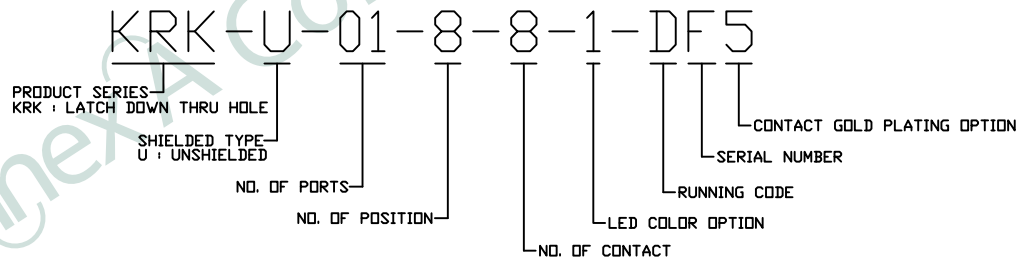 KRK-U-01-8-8-1-DF5
PRODUCT SERIES
KRK : LATCH DOWN THRU HOLE
SHIELDED TYPE
U : UNSHIELDED
NO. OF PORTS
NO. OF POSITION
NO. OF CONTACT
LED COLOR OPTION
RUNNING CODE
SERIAL NUMBER
CONTACT GOLD PLATING OPTION